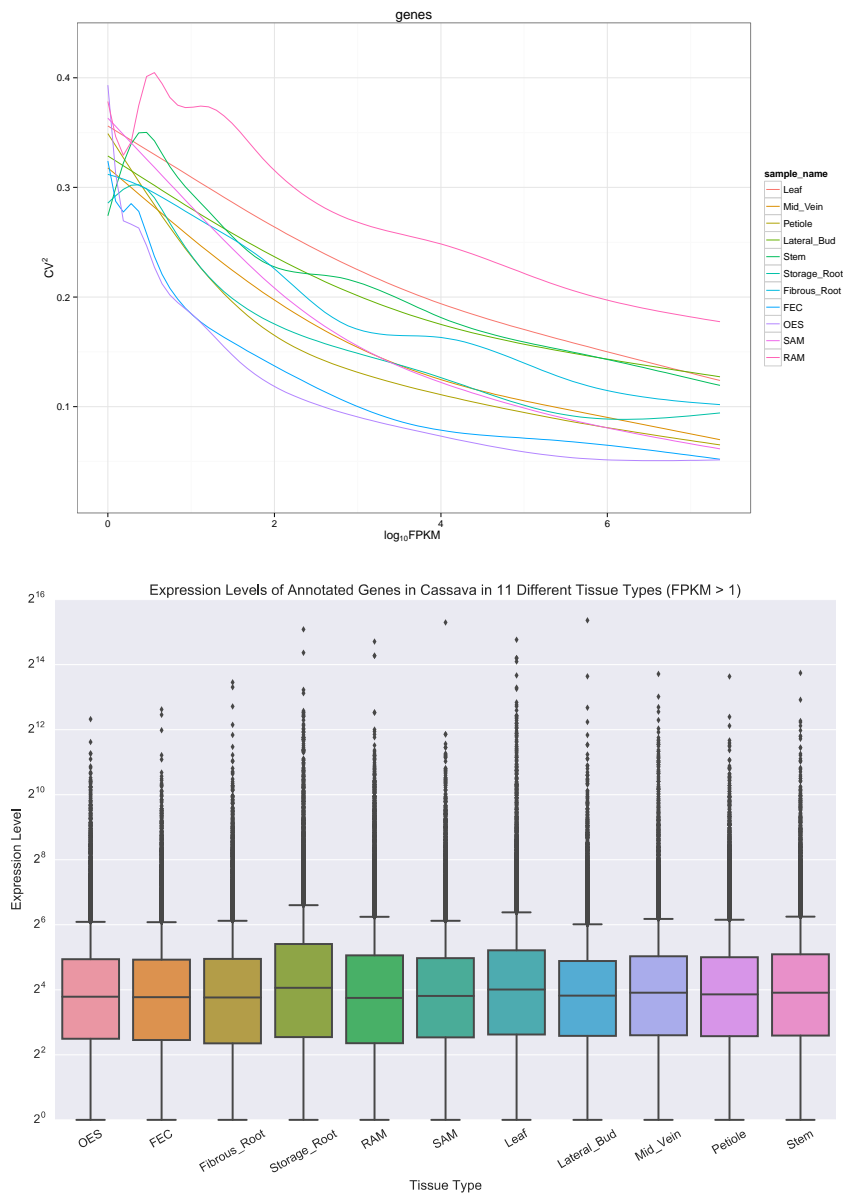 genes
0.4
0.3
0.2
0.1
CV²
0 2 4 6
log₁₀FPKM
sample_name
Leaf
Mid_Vein
Petiole
Lateral_Bud
Stem
Storage_Root
Fibrous_Root
FEC
OES
SAM
RAM
Expression Levels of Annotated Genes in Cassava in 11 Different Tissue Types (FPKM > 1)
2¹⁶
2¹⁴
2¹²
2¹⁰
2⁸
2⁶
2⁴
2²
2⁰
Expression Level
OES FEC Fibrous_Root Storage_Root RAM SAM Leaf Lateral_Bud Mid_Vein Petiole Stem
Tissue Type